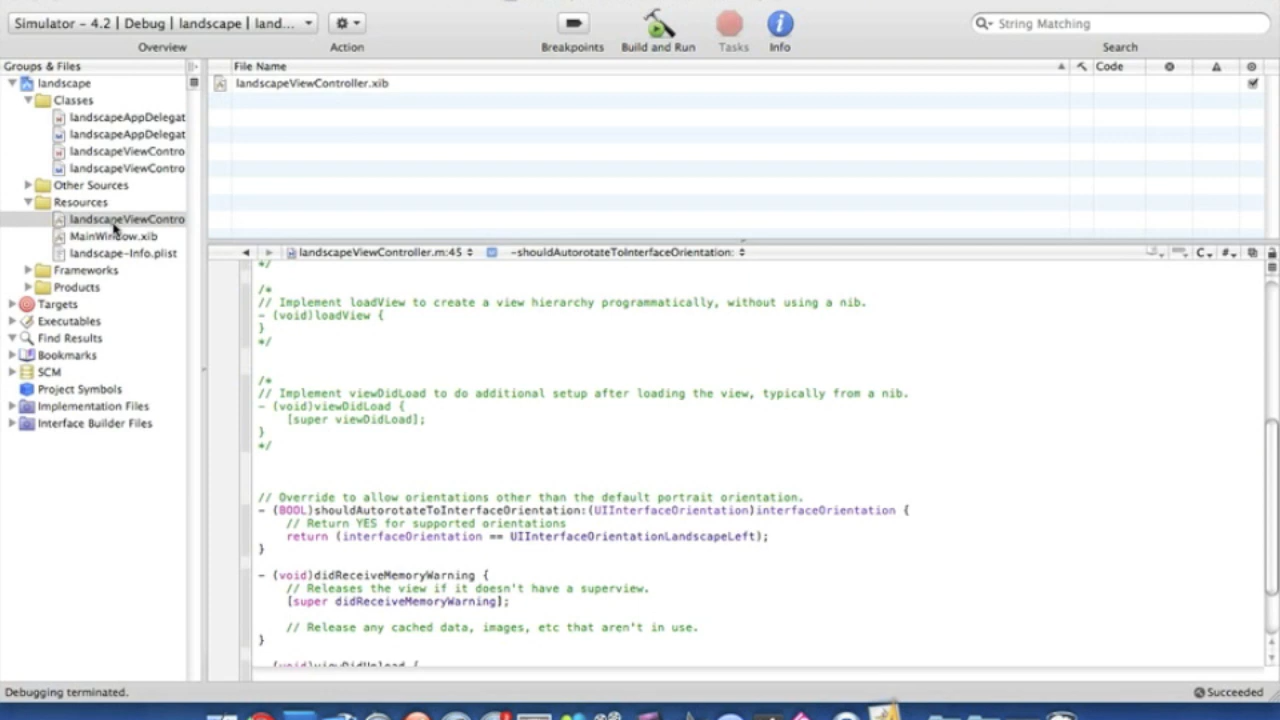 Simulator – 4.2 | Debug | landscape | land...
String Matching
Overview
Action
Breakpoints
Build and Run
Tasks
Info
Search
Groups & Files
landscape
Classes
landscapeAppDelegat
landscapeAppDelegat
landscapeViewContro
landscapeViewContro
Other Sources
Resources
landscapeViewContro
MainWindow.xib
landscape-Info.plist
Frameworks
Products
Targets
Executables
Find Results
Bookmarks
SCM
Project Symbols
Implementation Files
Interface Builder Files
File Name
Code
landscapeViewController.xib
landscapeViewController.m:45
-shouldAutorotateToInterfaceOrientation:
C
#
*/
/*
// Implement loadView to create a view hierarchy programmatically, without using a nib.
- (void)loadView {
}
*/
/*
// Implement viewDidLoad to do additional setup after loading the view, typically from a nib.
- (void)viewDidLoad {
[super viewDidLoad];
}
*/
// Override to allow orientations other than the default portrait orientation.
- (BOOL)shouldAutorotateToInterfaceOrientation:(UIInterfaceOrientation)interfaceOrientation {
// Return YES for supported orientations
return (interfaceOrientation == UIInterfaceOrientationLandscapeLeft);
}
- (void)didReceiveMemoryWarning {
// Releases the view if it doesn't have a superview.
[super didReceiveMemoryWarning];
// Release any cached data, images, etc that aren't in use.
}
- (void)viewDidUnload {
Debugging terminated.
Succeeded